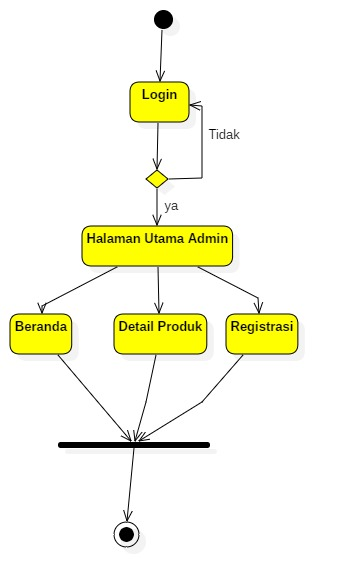 Login
Tidak
ya
Halaman Utama Admin
Beranda
Detail Produk
Registrasi